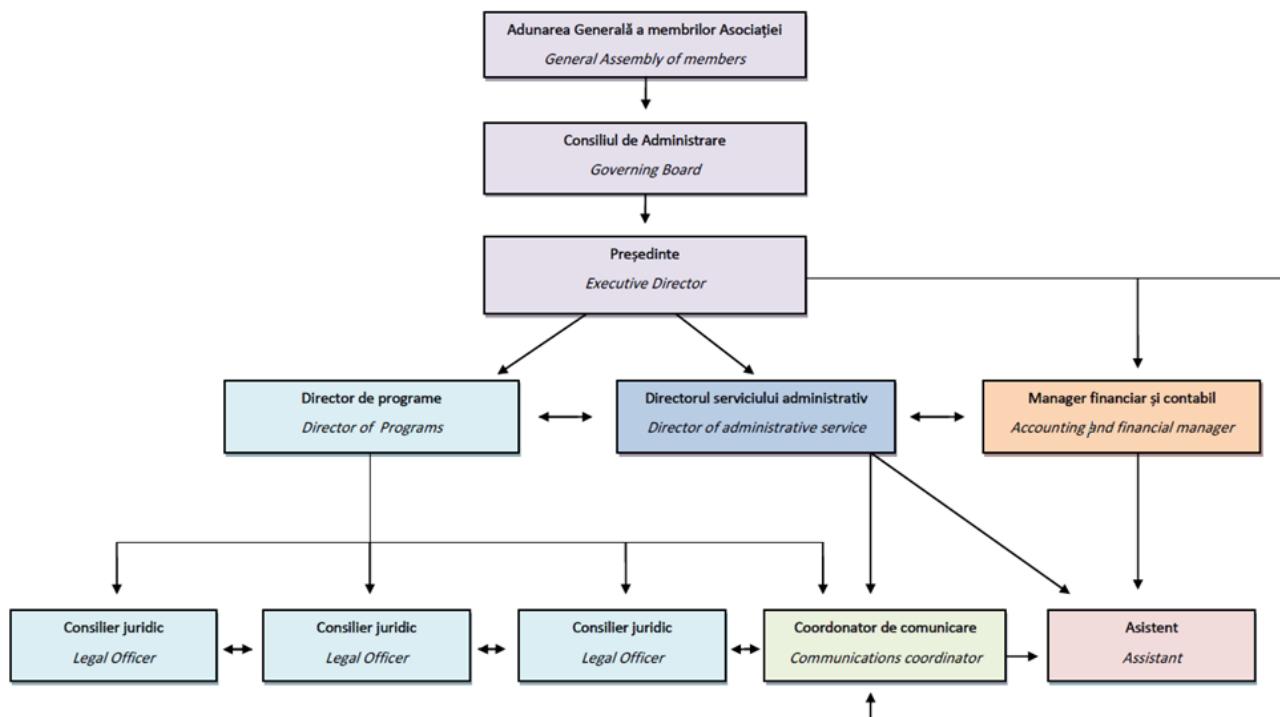 Adunarea Generală a membrilor Asociației
General Assembly of members
Consiliul de Administrare
Governing Board
Președinte
Executive Director
Director de programe
Director of Programs
Directorul serviciului administrativ
Director of administrative service
Manager financiar și contabil
Accounting and financial manager
Consilier juridic
Legal Officer
Consilier juridic
Legal Officer
Consilier juridic
Legal Officer
Coordonator de comunicare
Communications coordinator
Asistent
Assistant